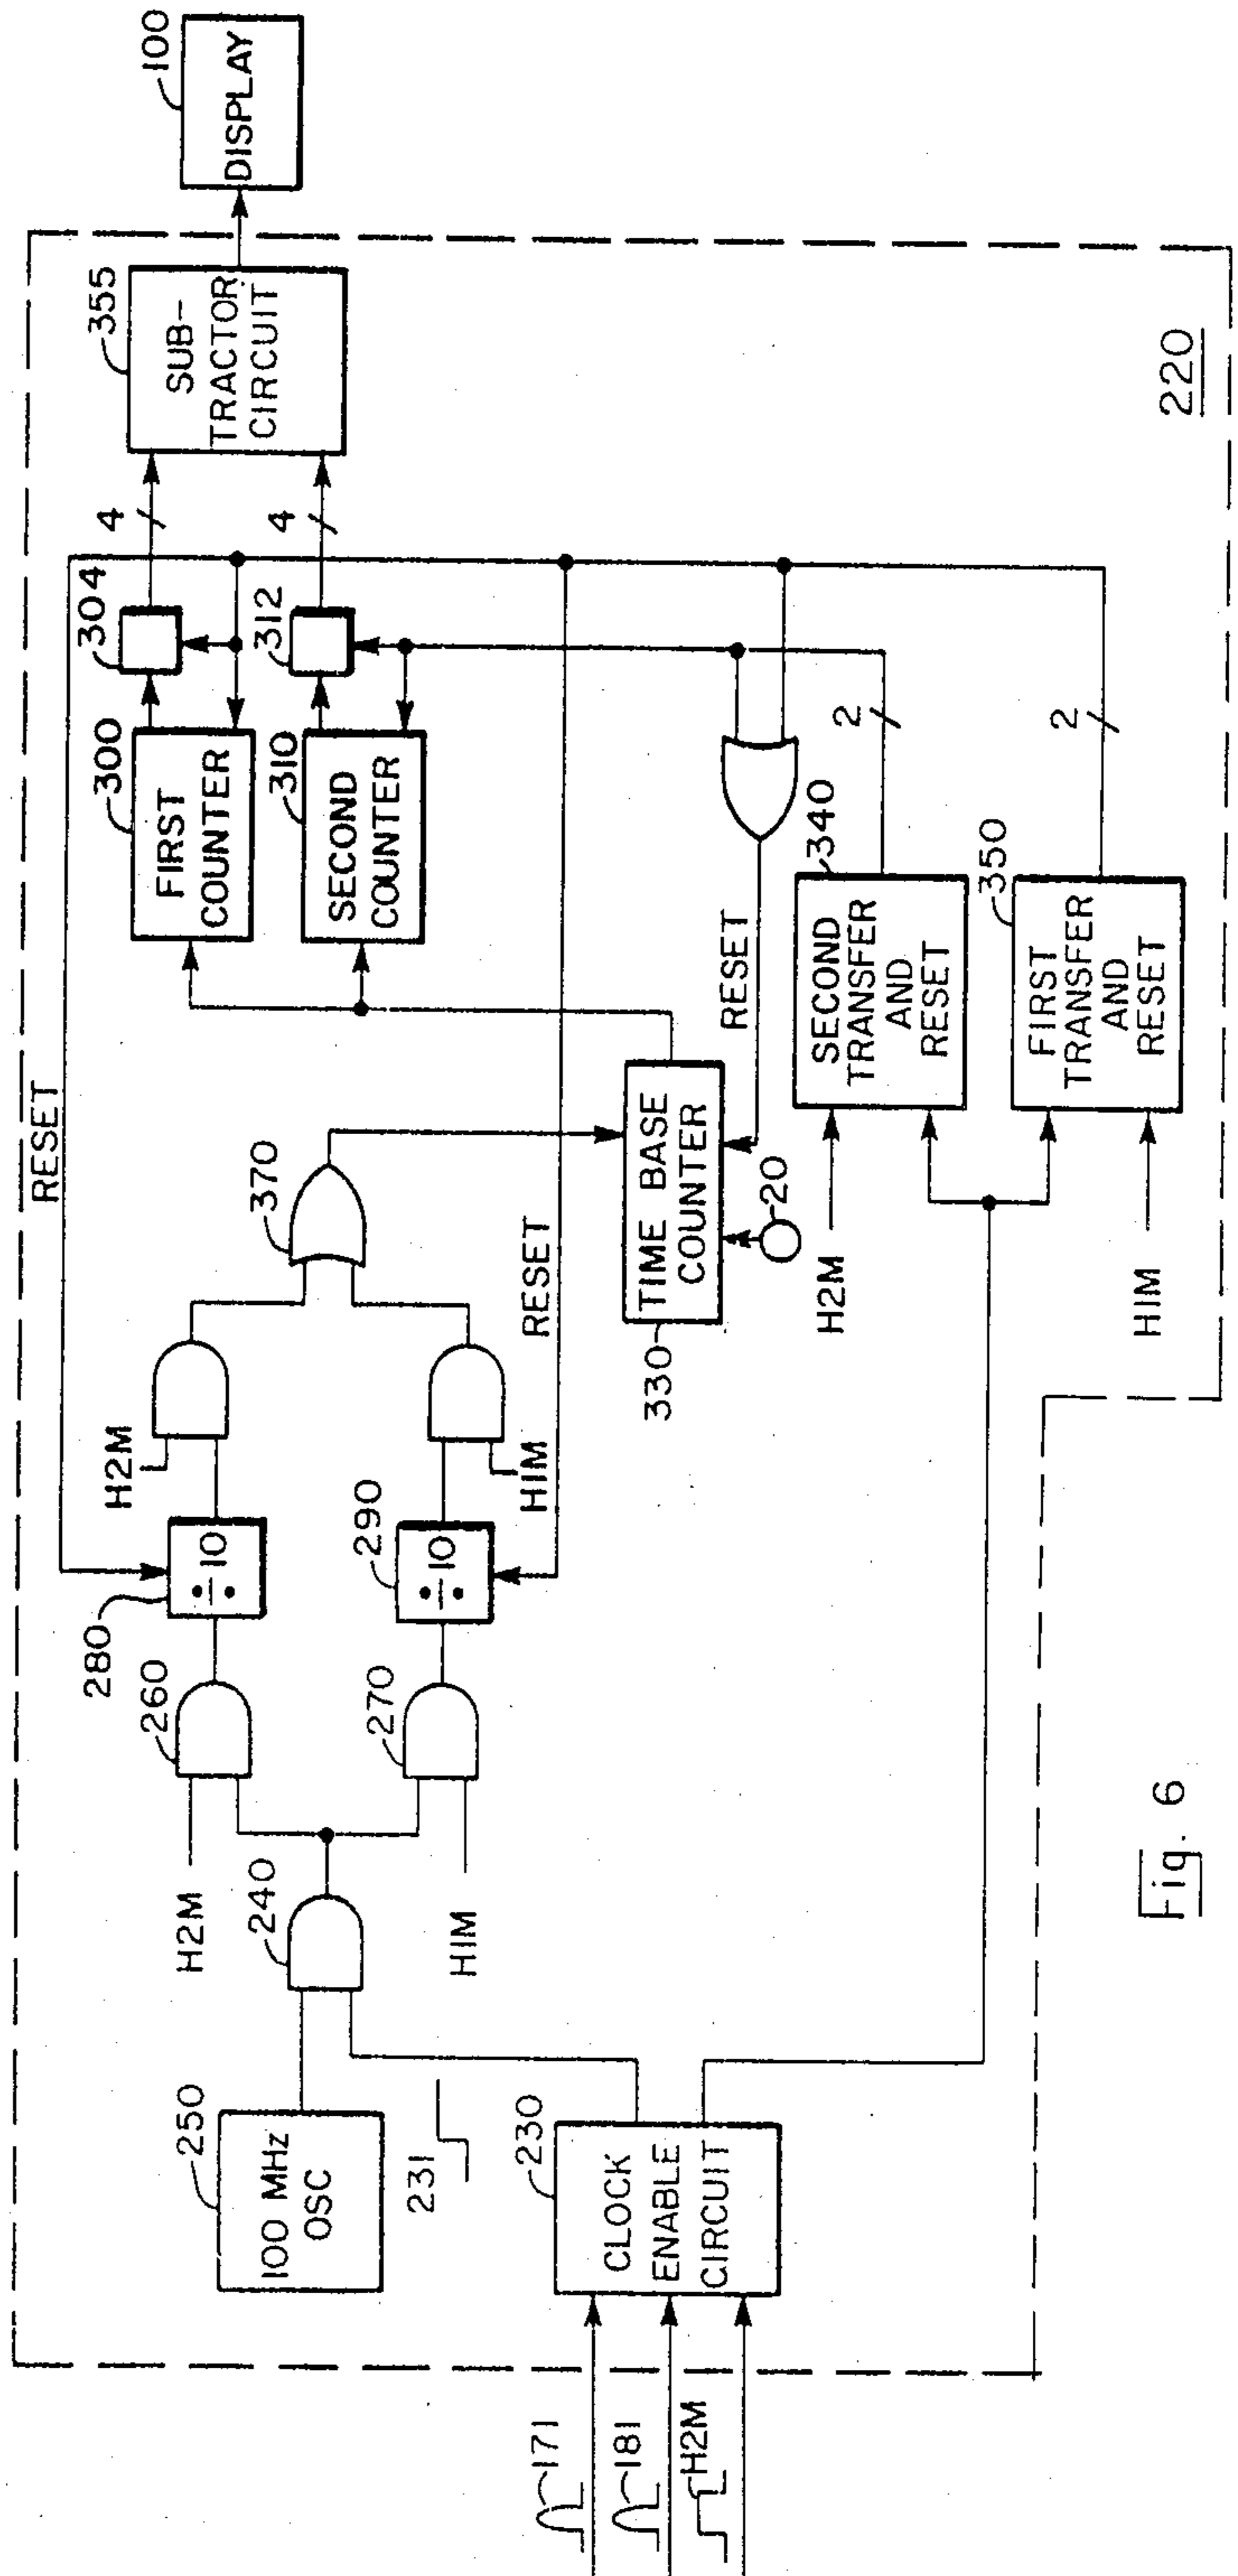 171
181
H2M
230
CLOCK
ENABLE
CIRCUIT
231
250
100 MHz
OSC
240
H2M
H1M
260
270
280
÷10
290
÷10
H2M
H1M
370
RESET
RESET
330
TIME BASE
COUNTER
20
RESET
300
FIRST
COUNTER
310
SECOND
COUNTER
304
312
4
4
355
SUB-
TRACTOR
CIRCUIT
100
DISPLAY
H2M
340
SECOND
TRANSFER
AND
RESET
2
H1M
350
FIRST
TRANSFER
AND
RESET
2
220
Fig. 6